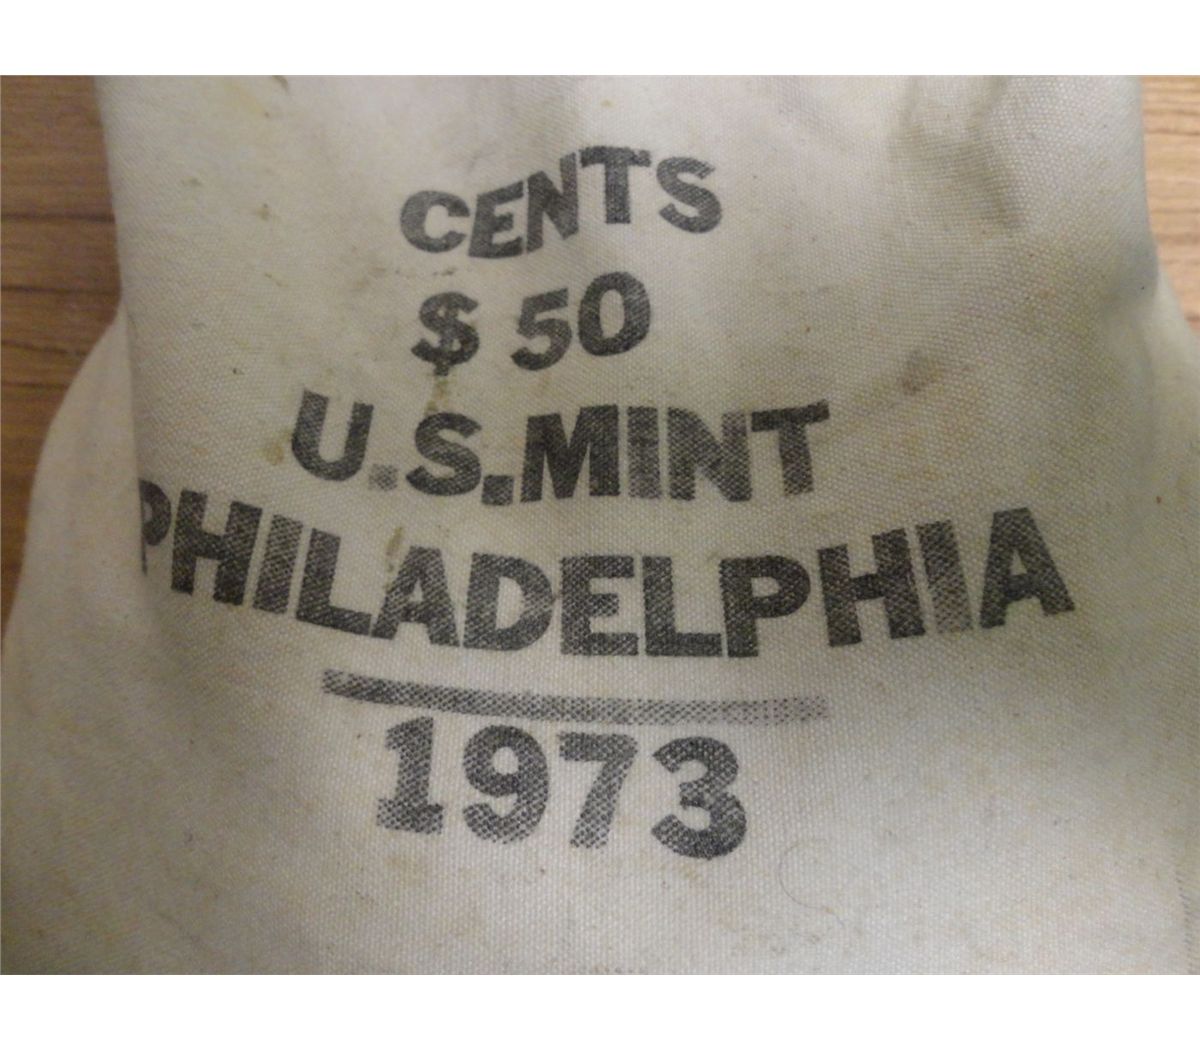 CENTS
$ 50
U.S. MINT
PHILADELPHIA
1973